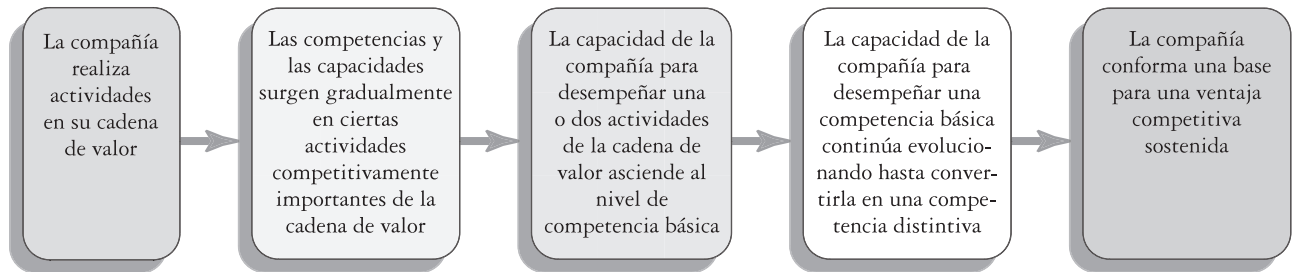 La compañía
realiza
actividades
en su cadena
de valor
Las competencias y
las capacidades
surgen gradualmente
en ciertas
actividades
competitivamente
importantes de la
cadena de valor
La capacidad de la
compañía para
desempeñar una
o dos actividades
de la cadena de
valor asciende al
nivel de
competencia básica
La capacidad de la
compañía para
desempeñar una
competencia básica
continúa evolucio-
nando hasta conver-
tirla en una compe-
tencia distintiva
La compañía
conforma una base
para una ventaja
competitiva
sostenida